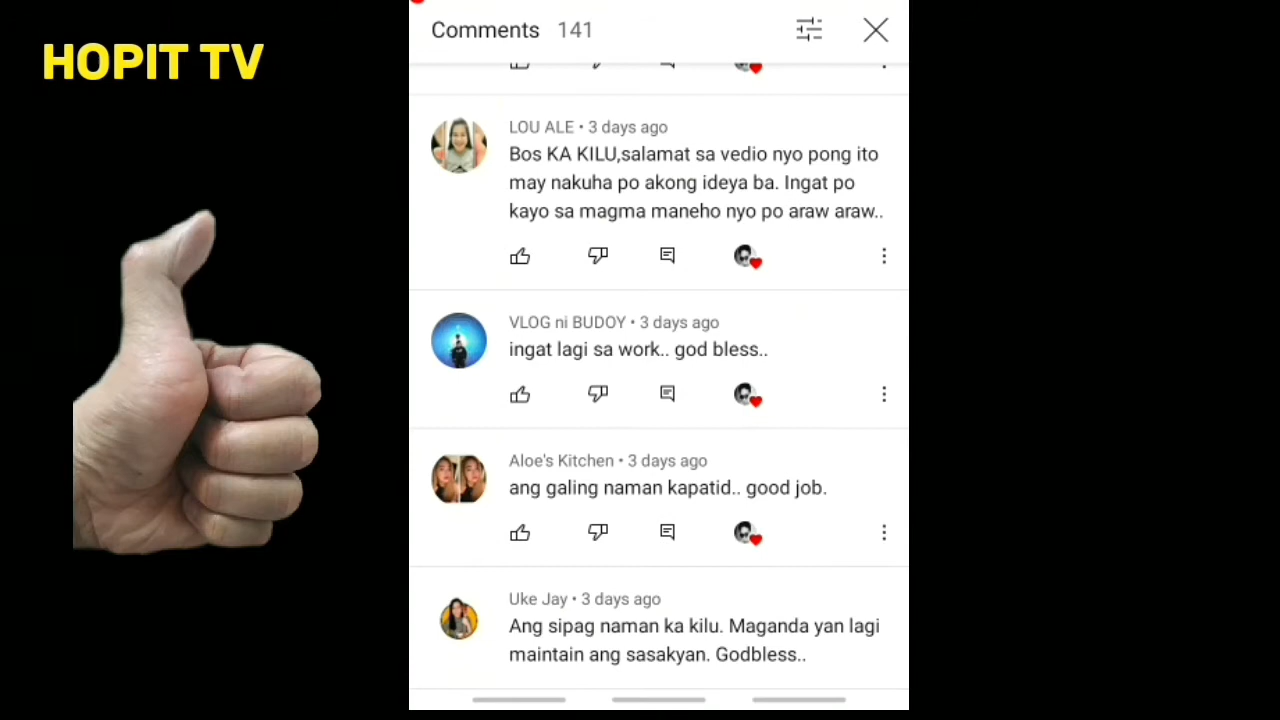 HOPIT TV
Comments 141
LOU ALE • 3 days ago
Bos KA KILU,salamat sa vedio nyo pong ito
may nakuha po akong ideya ba. Ingat po
kayo sa magma maneho nyo po araw araw..
VLOG ni BUDOY • 3 days ago
ingat lagi sa work.. god bless..
Aloe's Kitchen • 3 days ago
ang galing naman kapatid.. good job.
Uke Jay • 3 days ago
Ang sipag naman ka kilu. Maganda yan lagi
maintain ang sasakyan. Godbless..